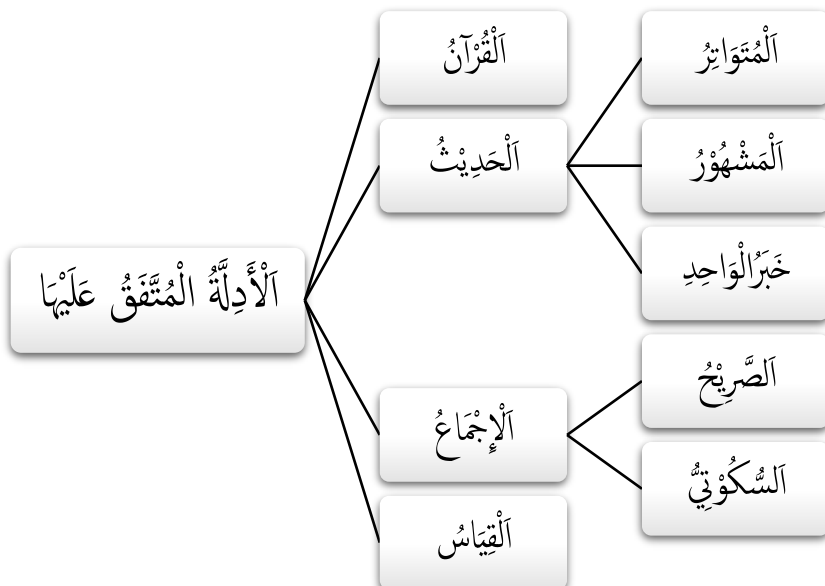 اَلْأَدِلَّةُ الْمُتَّفَقُ عَلَيْهَا
اَلْقُرْآنُ
اَلْحَدِيْثُ
اَلْمُتَوَاتِرُ
اَلْمَشْهُوْرُ
خَبَرُالْوَاحِدِ
اَلْإِجْمَاعُ
اَلصَّرِيْحُ
اَلسُّكُوْتِيُّ
اَلْقِيَاسُ